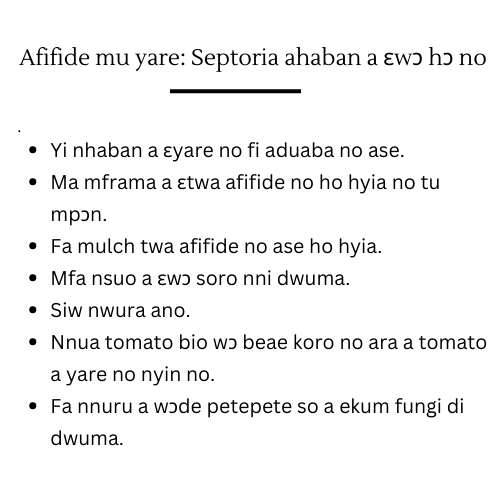 Afifide mu yare: Septoria ahaban a ɛwɔ hɔ no
.
Yi nhaban a ɛyare no fi aduaba no ase.
Ma mframa a ɛtwa afifide no ho hyia no tu
mpɔn.
Fa mulch twa afifide no ase ho hyia.
Mfa nsuo a ɛwɔ soro nni dwuma.
Siw nwura ano.
Nnua tomato bio wɔ beae koro no ara a tomato
a yare no nyin no.
Fa nnuru a wɔde petepete so a ekum fungi di
dwuma.